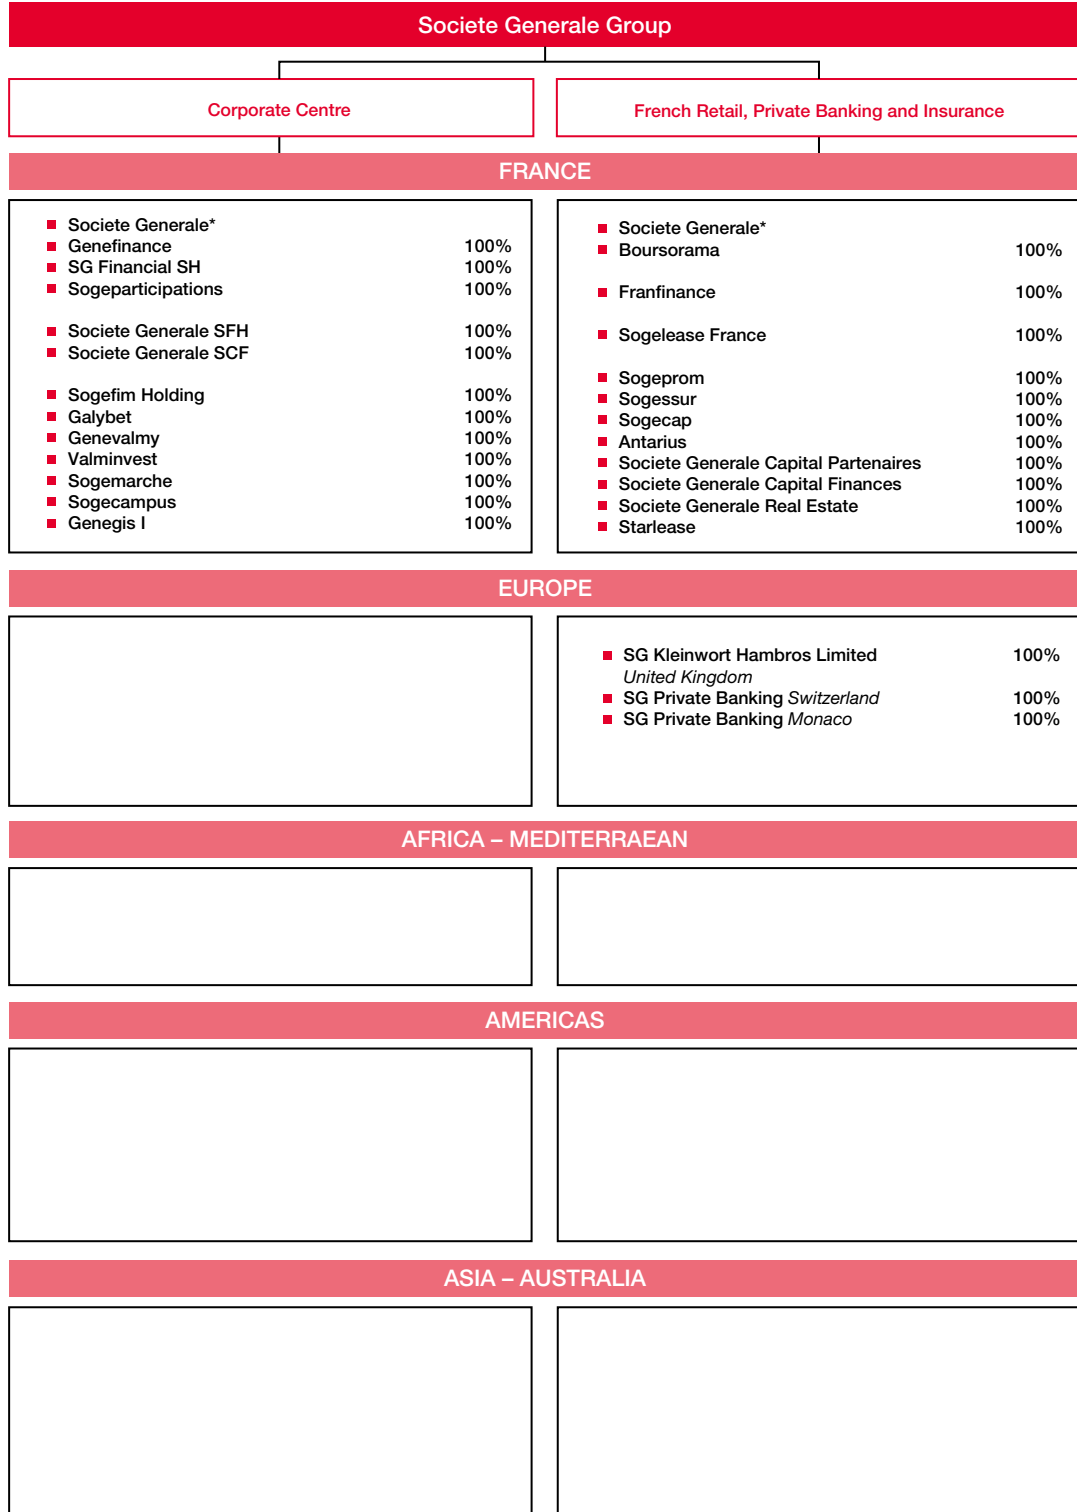 Societe Generale Group
Corporate Centre
French Retail, Private Banking and Insurance
FRANCE
Societe Generale*
Genefinance 100%
SG Financial SH 100%
Sogeparticipations 100%
Societe Generale SFH 100%
Societe Generale SCF 100%
Sogefim Holding 100%
Galybet 100%
Genevalmy 100%
Valminvest 100%
Sogemarche 100%
Sogecampus 100%
Genegis I 100%
Societe Generale*
Boursorama 100%
Franfinance 100%
Sogelease France 100%
Sogeprom 100%
Sogessur 100%
Sogecap 100%
Antarius 100%
Societe Generale Capital Partenaires 100%
Societe Generale Capital Finances 100%
Societe Generale Real Estate 100%
Starlease 100%
EUROPE
SG Kleinwort Hambros Limited 100%
United Kingdom
SG Private Banking Switzerland 100%
SG Private Banking Monaco 100%
AFRICA – MEDITERRAEAN
AMERICAS
ASIA – AUSTRALIA